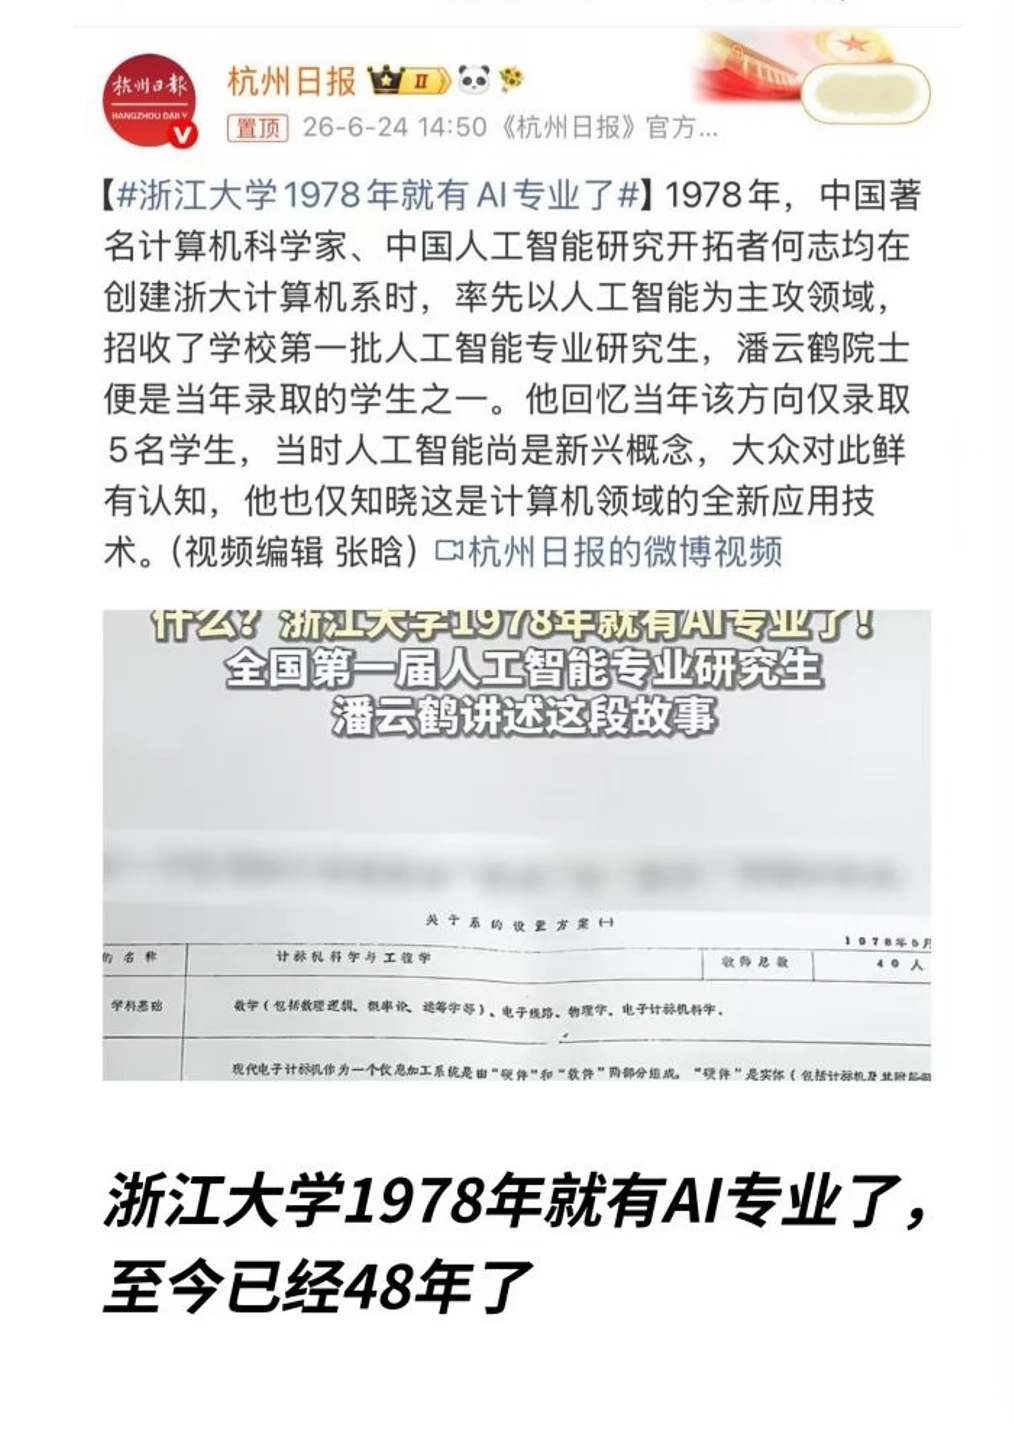 杭州日报
HANGZHOU DAILY
杭州日报 II
置顶 26-6-24 14:50《杭州日报》官方...
【#浙江大学1978年就有AI专业了#】1978年，中国著
名计算机科学家、中国人工智能研究开拓者何志均在
创建浙大计算机系时，率先以人工智能为主攻领域，
招收了学校第一批人工智能专业研究生，潘云鹤院士
便是当年录取的学生之一。他回忆当年该方向仅录取
5名学生，当时人工智能尚是新兴概念，大众对此鲜
有认知，他也仅知晓这是计算机领域的全新应用技
术。（视频编辑 张晗）杭州日报的微博视频
什么？浙江大学1978年就有AI专业了！
全国第一届人工智能专业研究生
潘云鹤讲述这段故事
关于系的设置方案㈠
1978年5月
的名称 计标机科学与工程学 教师总数 40人
学科基础 数学（包括数理逻辑、概率论、运筹学等）、电子线路、物理学、电子计标机科学。
现代电子计标机作为一个仪息加工系统是由“硬件”和“软件”两部分组成。“硬件”是实体（包括计标机及其附
浙江大学1978年就有AI专业了，
至今已经48年了